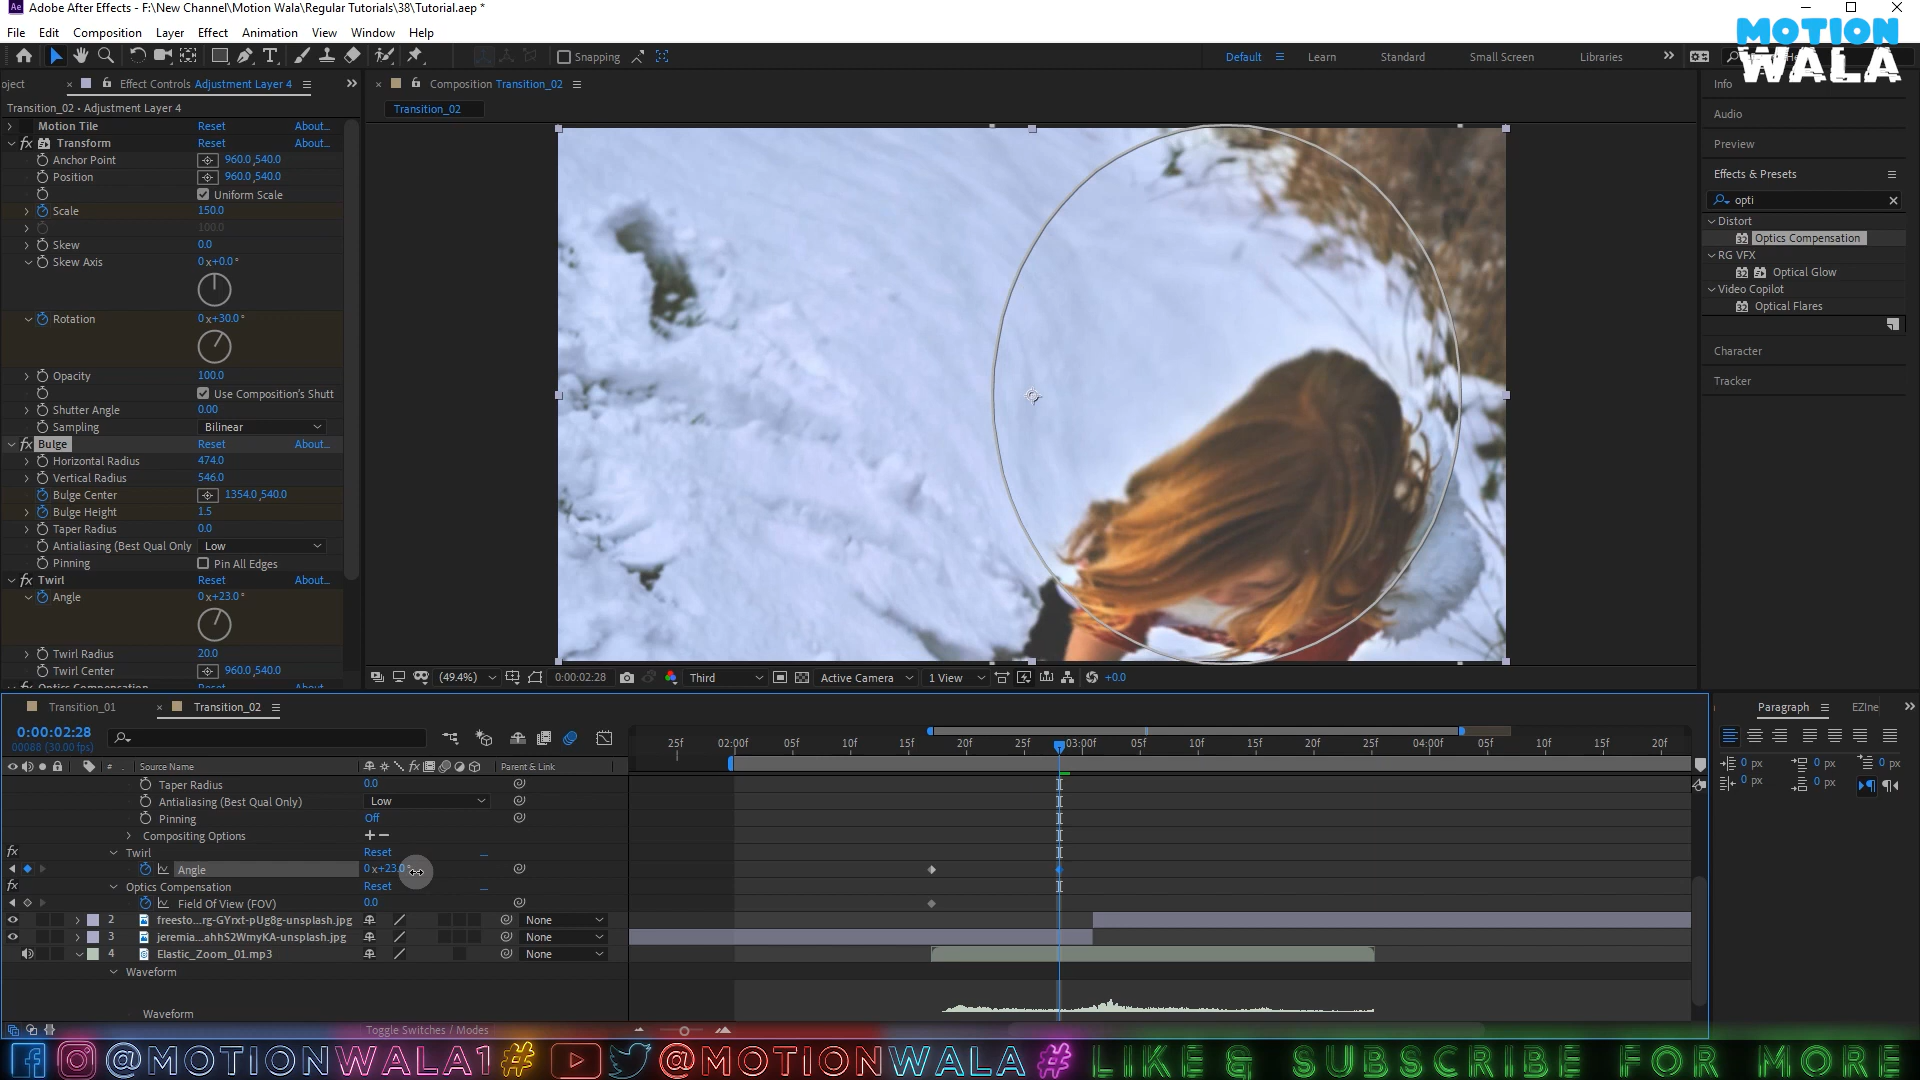 Adobe After Effects - F:\New Channel\Motion Wala\Regular Tutorials\38\Tutorial.aep *
MOTION
WALA
File Edit Composition Layer Effect Animation View Window Help
Snapping
Default Learn Standard Small Screen Libraries
oject Effect Controls Adjustment Layer 4
Composition Transition_02
Transition_02 • Adjustment Layer 4
Transition_02
Motion Tile Reset About...
Transform Reset About...
Anchor Point 960.0,540.0
Position 960.0,540.0
Uniform Scale
Scale 150.0
100.0
Skew 0.0
Skew Axis 0 x+0.0°
Rotation 0 x+30.0°
Opacity 100.0
Use Composition's Shutt
Shutter Angle 0.00
Sampling Bilinear
Bulge Reset About...
Horizontal Radius 474.0
Vertical Radius 546.0
Bulge Center 1354.0,540.0
Bulge Height 1.5
Taper Radius 0.0
Antialiasing (Best Qual Only Low
Pinning Pin All Edges
Twirl Reset About...
Angle 0 x+23.0°
Twirl Radius 20.0
Twirl Center 960.0,540.0
Optics Compensation
(49.4%) 0:00:02:28 Third Active Camera 1 View +0.0
Info
Audio
Preview
Effects & Presets
opti
Distort
32 Optics Compensation
RG VFX
32 Optical Glow
Video Copilot
32 Optical Flares
Character
Tracker
Transition_01 Transition_02
0:00:02:28
00088 (30.00 fps)
25f 02:00f 05f 10f 15f 20f 25f 03:00f 05f 10f 15f 20f 25f 04:00f 05f 10f 15f 20f
# Source Name Parent & Link
Taper Radius 0.0
Antialiasing (Best Qual Only) Low
Pinning Off
Compositing Options
Twirl Reset
Angle 0 x+23.0°
Optics Compensation Reset
Field Of View (FOV) 0.0
2 freesto...rg-GYrxt-pUg8g-unsplash.jpg None
3 jeremia...ahhS2WmyKA-unsplash.jpg None
4 Elastic_Zoom_01.mp3 None
Waveform
Waveform
Toggle Switches / Modes
Paragraph EZIne
0 px 0 px 0 px
0 px 0 px
@MOTIONWALA1# @MOTIONWALA# LIKE & SUBSCRIBE FOR MORE